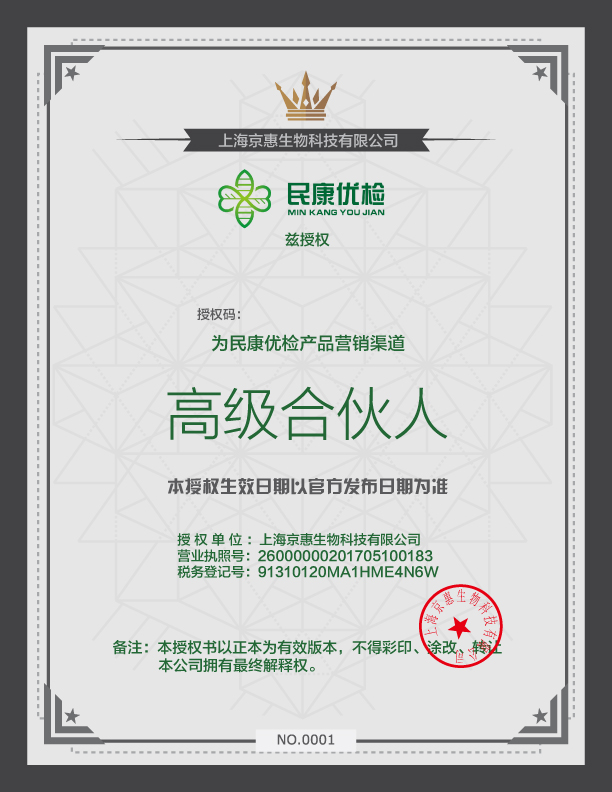 上海京惠生物科技有限公司
民康优检
MIN KANG YOU JIAN
兹授权
授权码：
为民康优检产品营销渠道
高级合伙人
本授权生效日期以官方发布日期为准
授权单位：上海京惠生物科技有限公司
营业执照号：26000000201705100183
税务登记号：91310120MA1HME4N6W
上海京惠生物科技有限公司
备注：本授权书以正本为有效版本，不得彩印、涂改、转让
本公司拥有最终解释权。
NO.0001